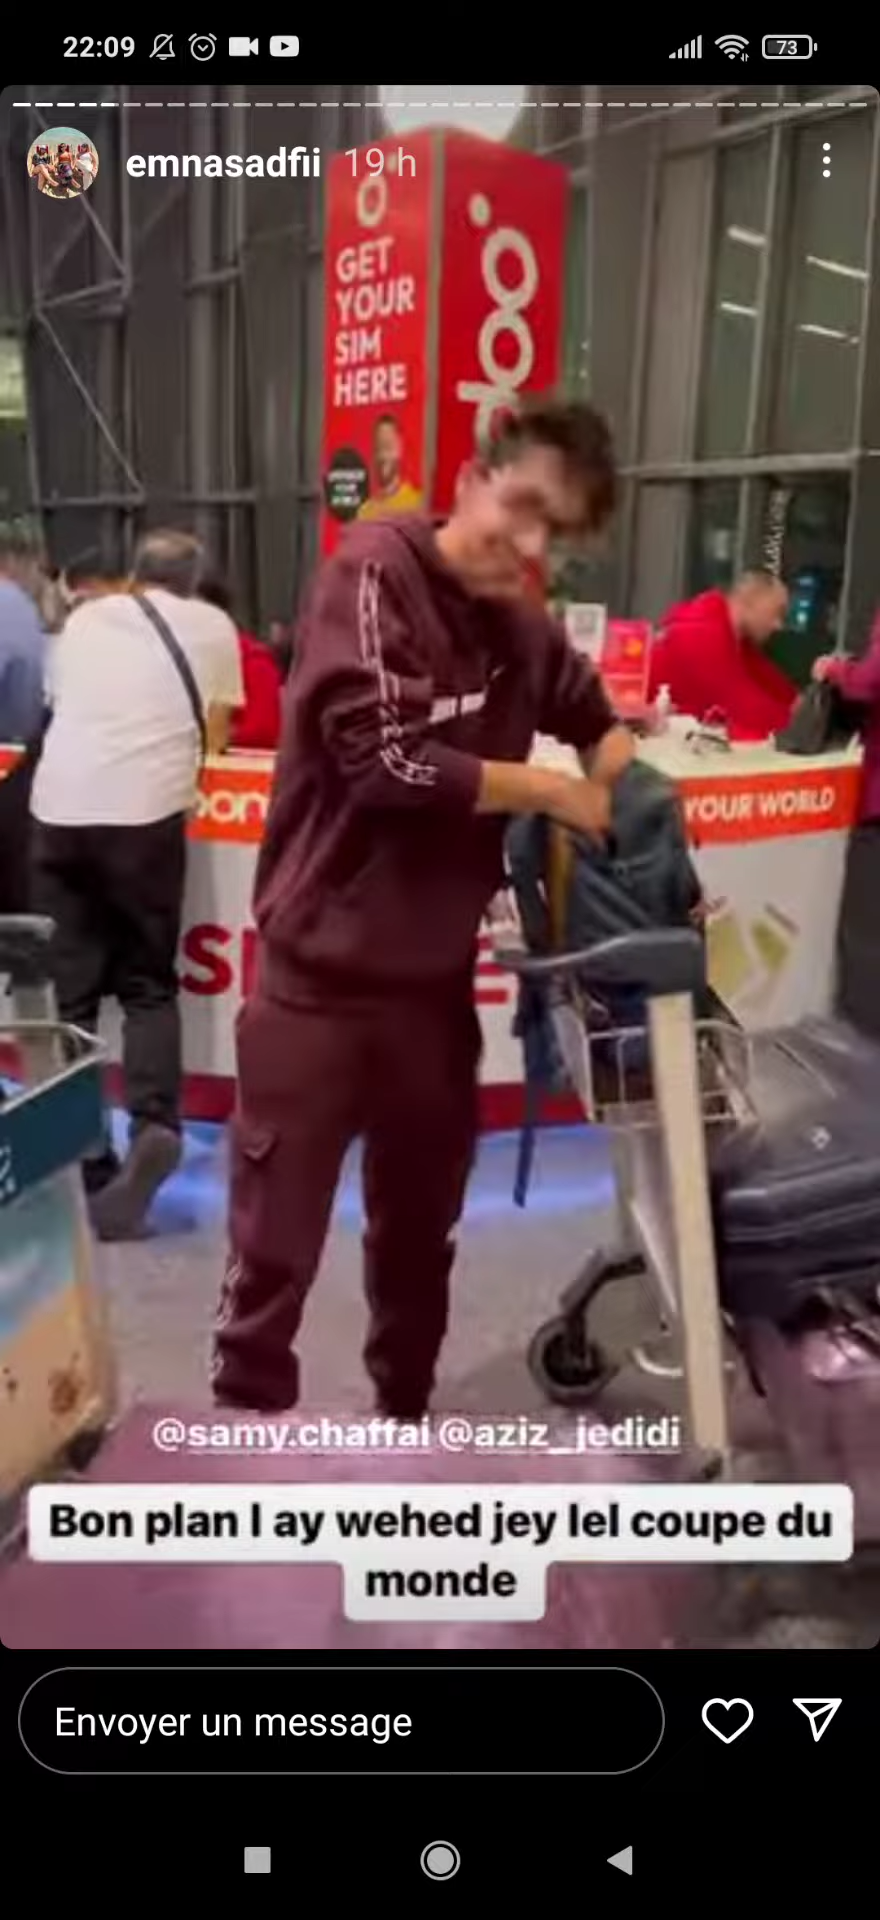 22:09
73
emnasadfii 19 h
GET
YOUR
SIM
HERE
YOUR WORLD
@samy.chaffai @aziz_jedidi
Bon plan l ay wehed jey lel coupe du
monde
Envoyer un message